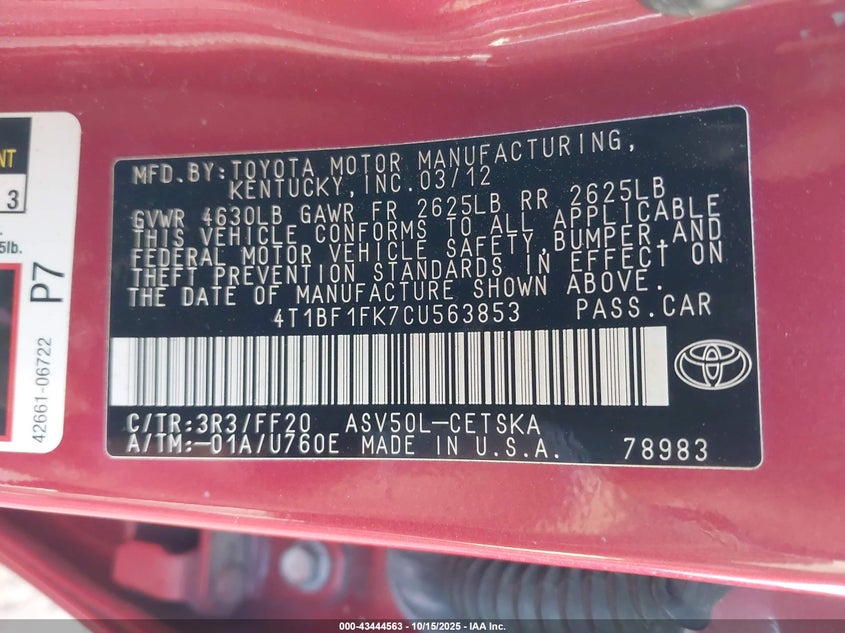 NT
3
5lb.
P7
42661-06722
MFD.BY:TOYOTA MOTOR MANUFACTURING,
KENTUCKY,INC.03/12
GVWR 4630LB GAWR FR 2625LB RR 2625LB
THIS VEHICLE CONFORMS TO ALL APPLICABLE
FEDERAL MOTOR VEHICLE SAFETY,BUMPER,AND
THEFT PREVENTION STANDARDS IN EFFECT ON
THE DATE OF MANUFACTURE SHOWN ABOVE.
4T1BF1FK7CU563853 PASS.CAR
C/TR:3R3/FF20 ASV50L-CETSKA
A/TM:-01A/U760E MADE IN U.S.A. 78983
000-43444563 - 10/15/2025 - © IAA Inc.